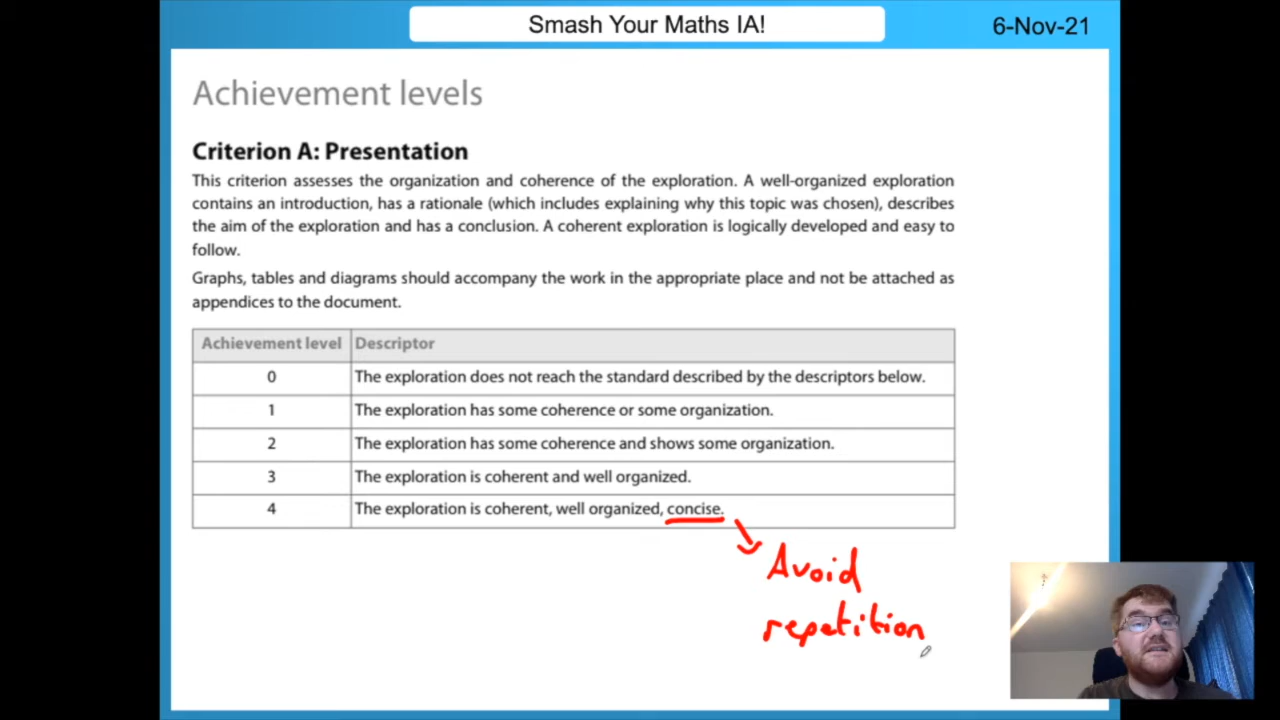 Smash Your Maths IA!
6-Nov-21
Achievement levels
Criterion A: Presentation
This criterion assesses the organization and coherence of the exploration. A well-organized exploration
contains an introduction, has a rationale (which includes explaining why this topic was chosen), describes
the aim of the exploration and has a conclusion. A coherent exploration is logically developed and easy to
follow.
Graphs, tables and diagrams should accompany the work in the appropriate place and not be attached as
appendices to the document.
Achievement level Descriptor
0 The exploration does not reach the standard described by the descriptors below.
1 The exploration has some coherence or some organization.
2 The exploration has some coherence and shows some organization.
3 The exploration is coherent and well organized.
4 The exploration is coherent, well organized, concise.
Avoid
repetition